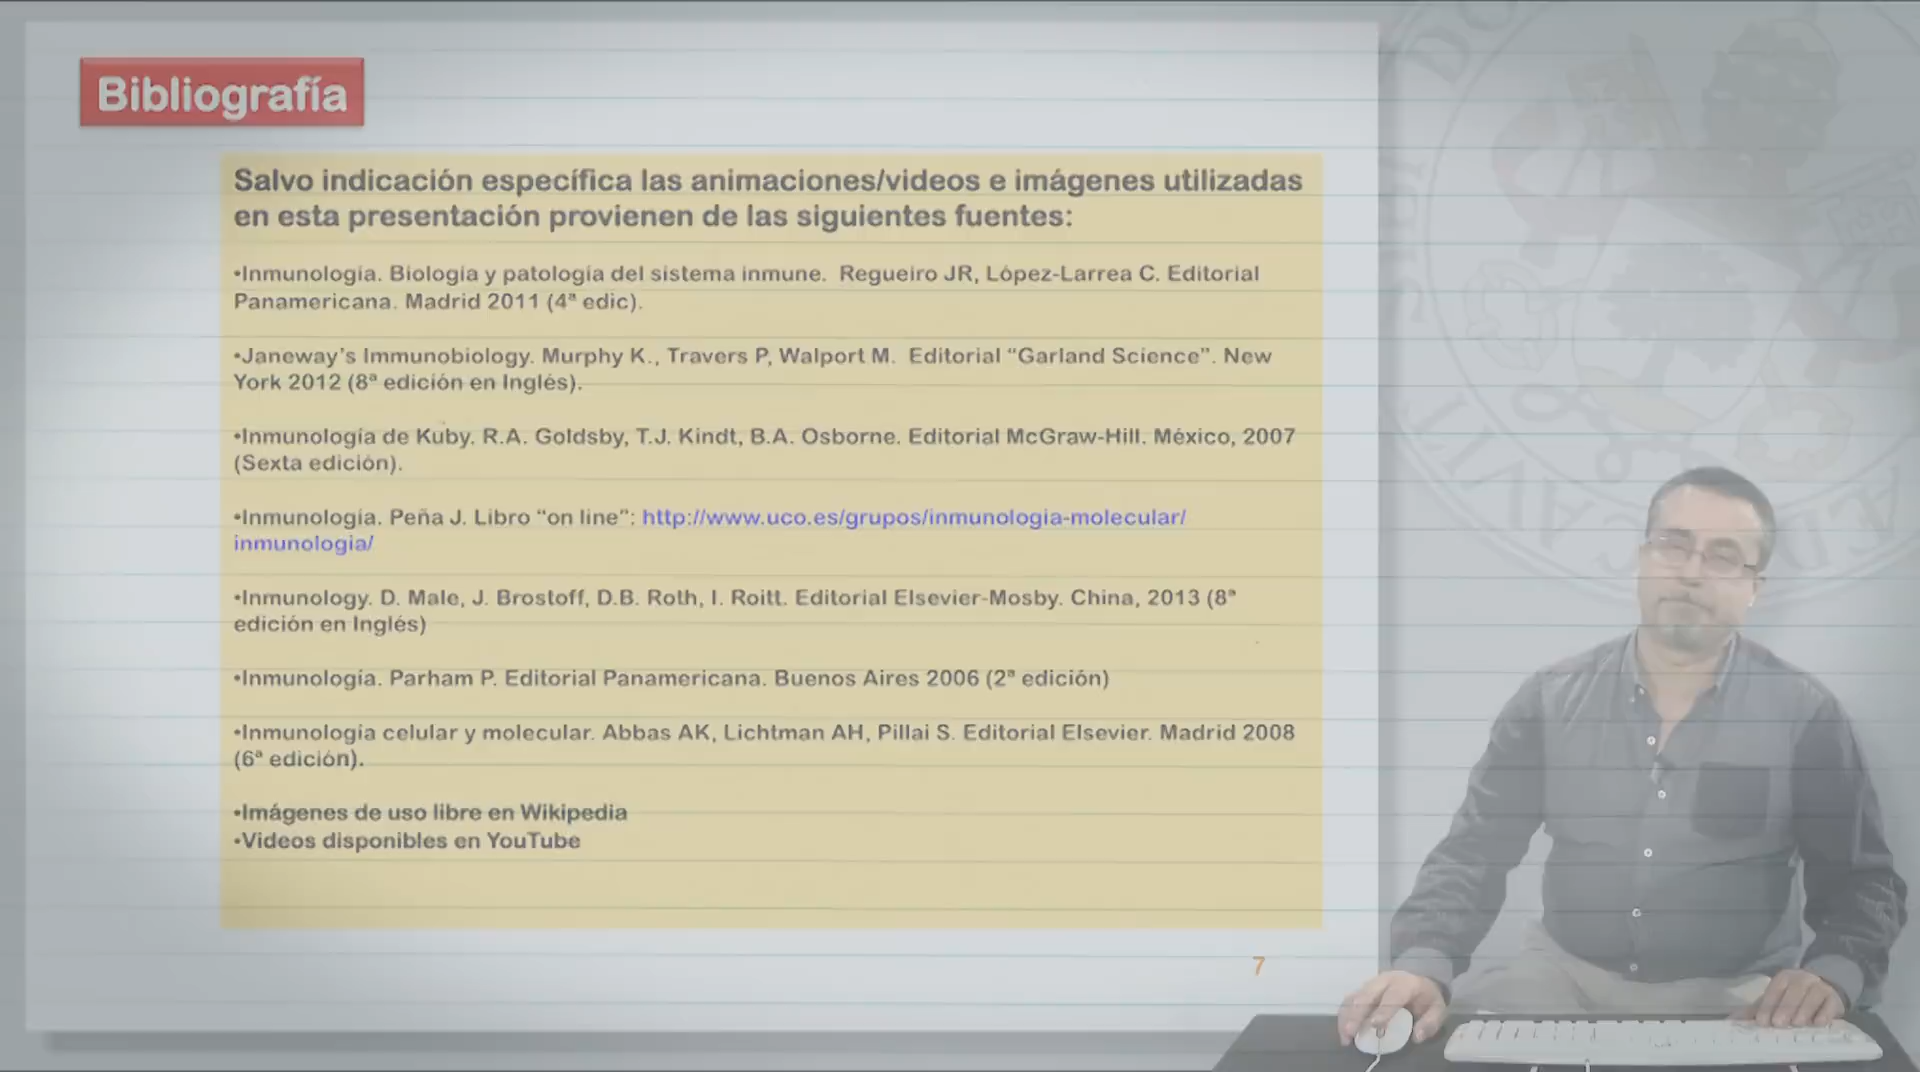 Bibliografía
Salvo indicación específica las animaciones/videos e imágenes utilizadas
en esta presentación provienen de las siguientes fuentes:
•Inmunología. Biología y patología del sistema inmune. Regueiro JR, López-Larrea C. Editorial
Panamericana. Madrid 2011 (4ª edic).
•Janeway’s Immunobiology. Murphy K., Travers P, Walport M. Editorial “Garland Science”. New
York 2012 (8ª edición en Inglés).
•Inmunología de Kuby. R.A. Goldsby, T.J. Kindt, B.A. Osborne. Editorial McGraw-Hill. México, 2007
(Sexta edición).
•Inmunología. Peña J. Libro “on line”: http://www.uco.es/grupos/inmunologia-molecular/
inmunologia/
•Inmunology. D. Male, J. Brostoff, D.B. Roth, I. Roitt. Editorial Elsevier-Mosby. China, 2013 (8ª
edición en Inglés)
•Inmunología. Parham P. Editorial Panamericana. Buenos Aires 2006 (2ª edición)
•Inmunología celular y molecular. Abbas AK, Lichtman AH, Pillai S. Editorial Elsevier. Madrid 2008
(6ª edición).
•Imágenes de uso libre en Wikipedia
•Videos disponibles en YouTube
7